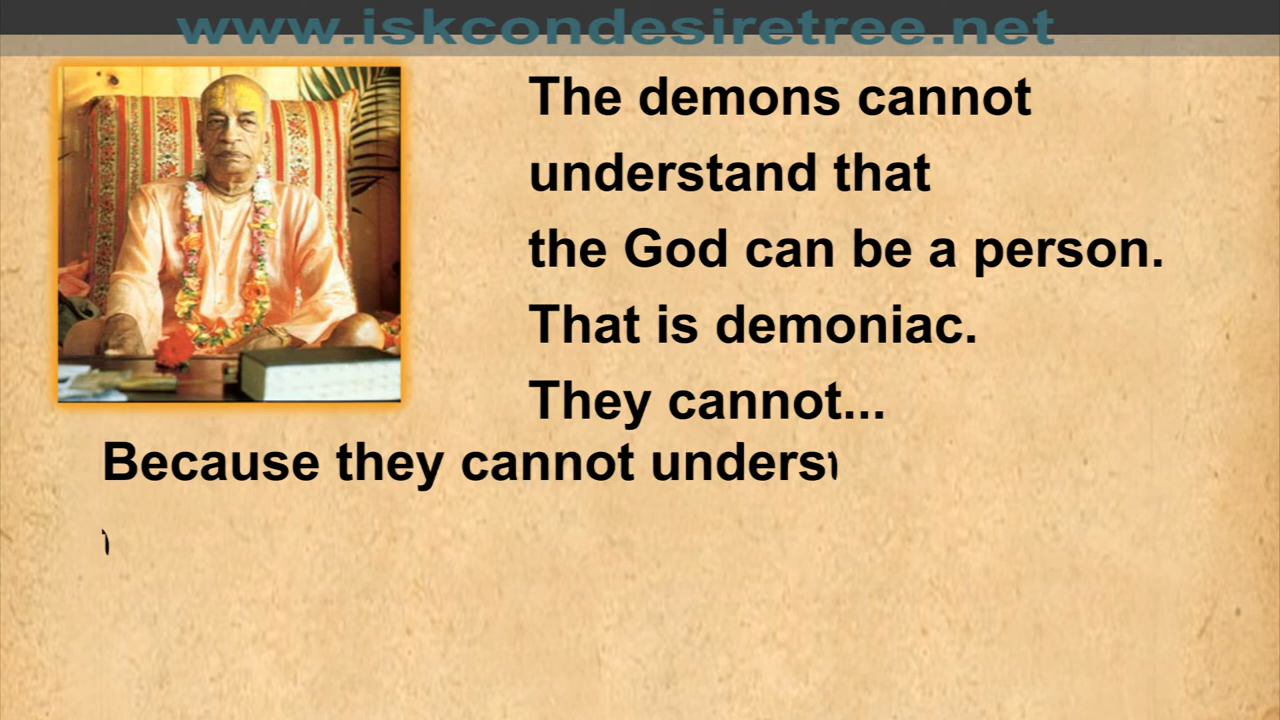 www.iskcondesiretree.net
The demons cannot
understand that
the God can be a person.
That is demoniac.
They cannot...
Because they cannot